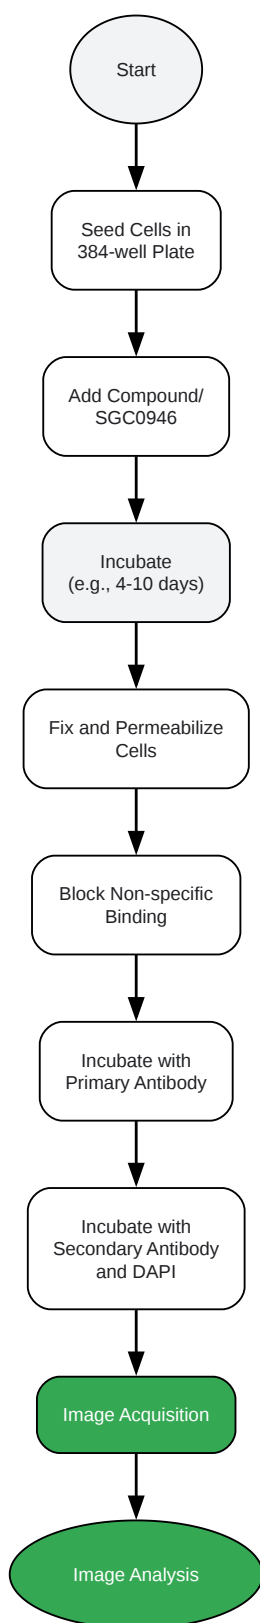 Start
Seed Cells in
384-well Plate
Add Compound/
SGC0946
Incubate
(e.g., 4-10 days)
Fix and Permeabilize
Cells
Block Non-specific
Binding
Incubate with
Primary Antibody
Incubate with
Secondary Antibody
and DAPI
Image Acquisition
Image Analysis